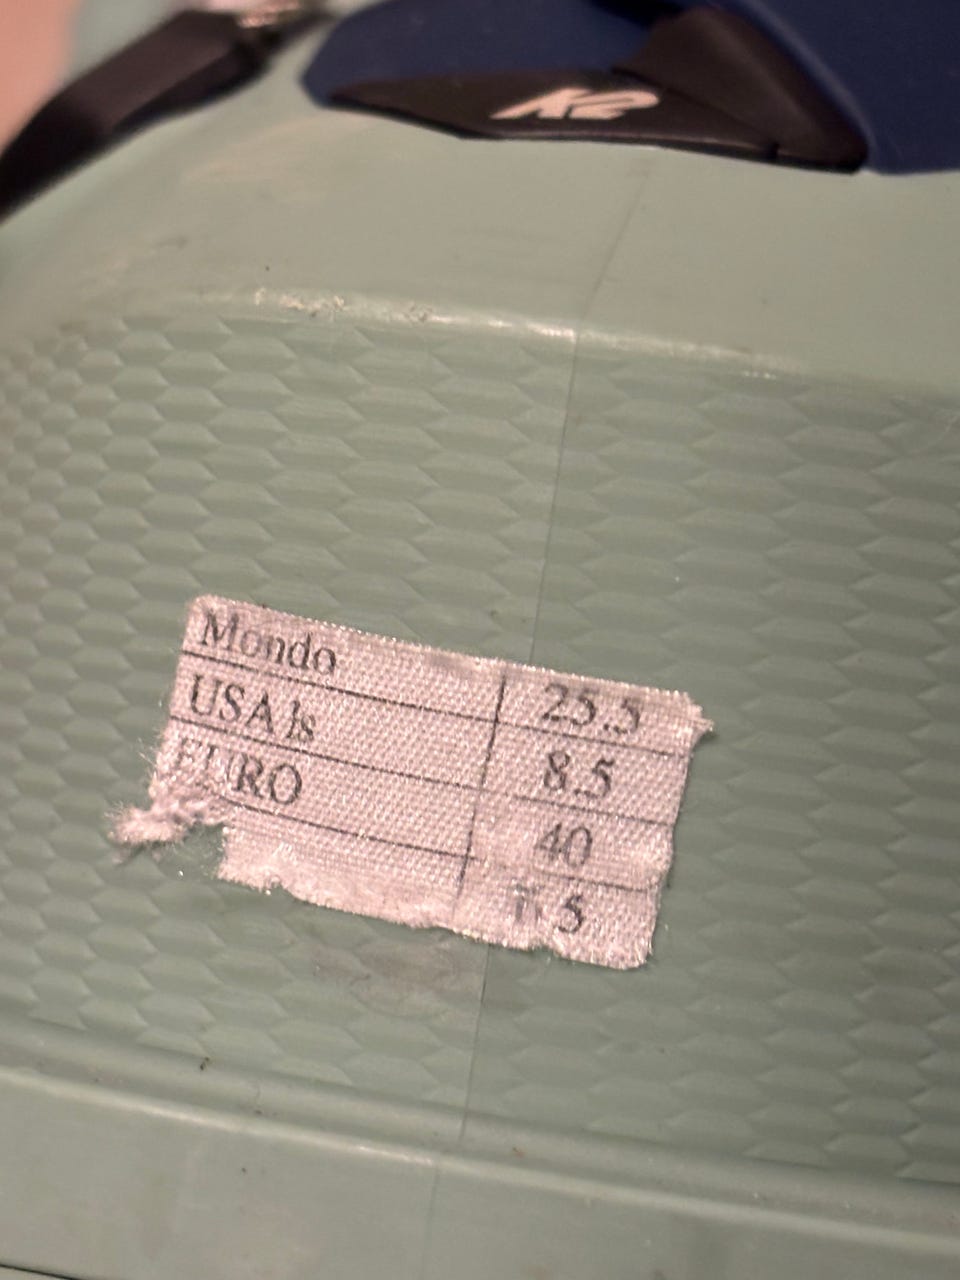 K2
Mondo 25.5
USA ls 8.5
EURO 40